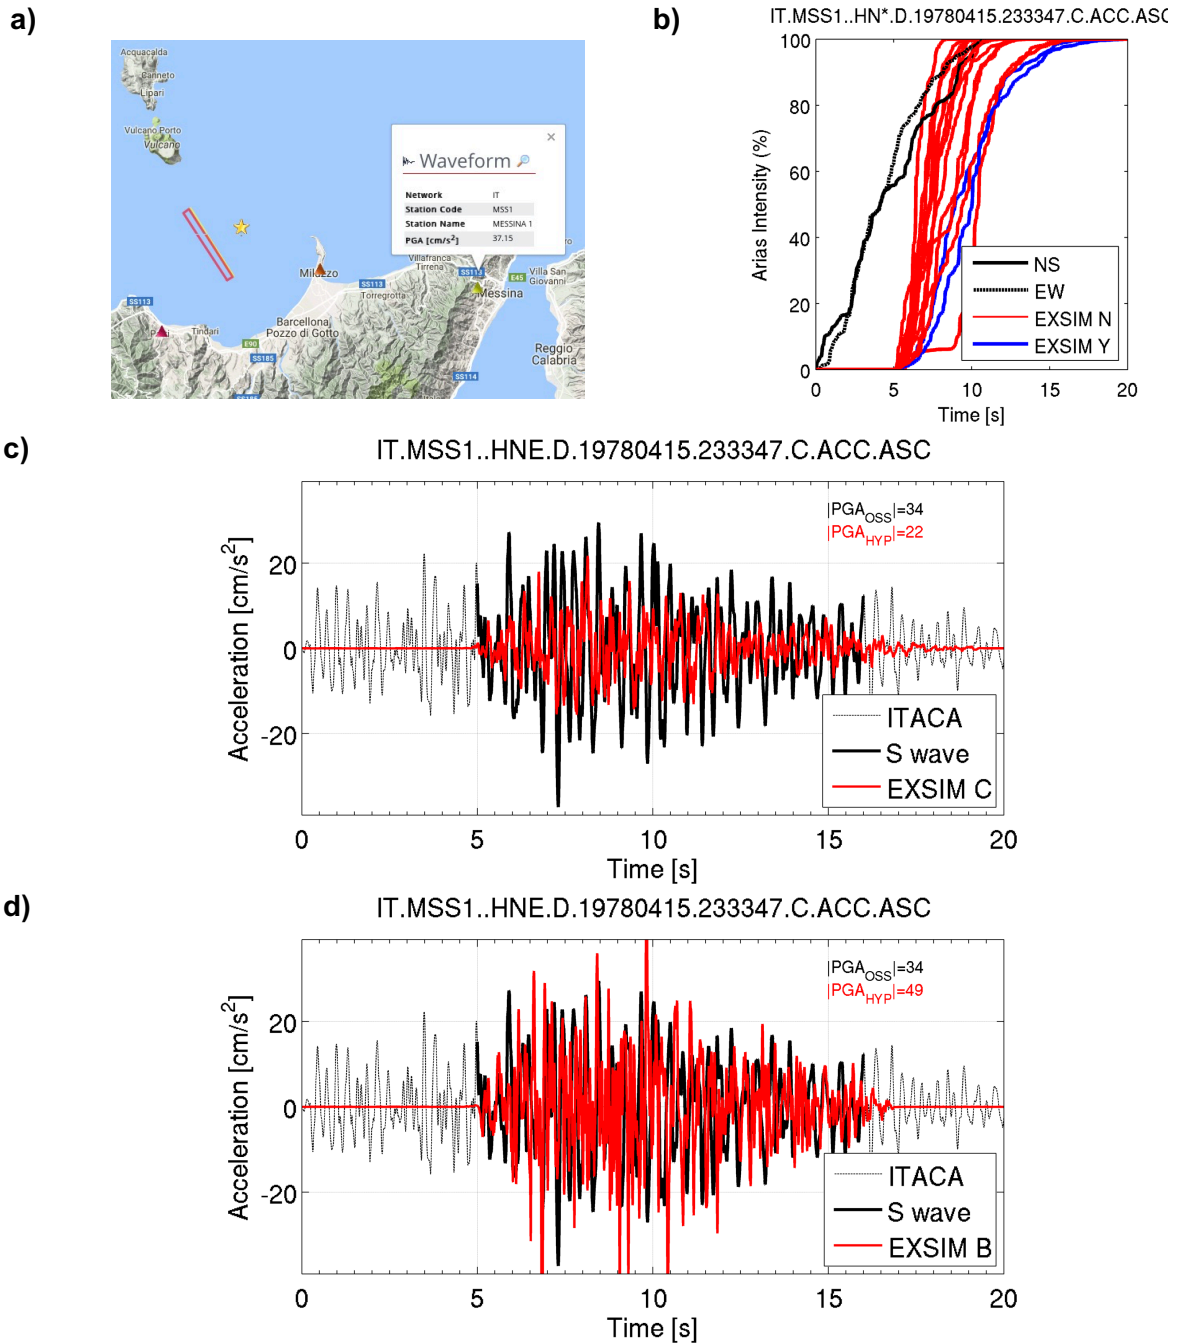 a)
Acquacalda
Canneto
Lipari
Vulcano Porto
Vulcano
×
Waveform
Network IT
Station Code MSS1
Station Name MESSINA 1
PGA [cm/s²] 37.15
Villafranca
Tirrena
SS113
E45
Villa San
Giovanni
Milazzo
SS113
Torregrotta
Messina
SS113
Tindari
Barcellona
Pozzo di Gotto
E90
SS185
Reggio
Calabria
SS114
b)
IT.MSS1..HN*.D.19780415.233347.C.ACC.ASC
Arias Intensity (%)
100
80
60
40
20
0
0 5 10 15 20
Time [s]
NS
EW
EXSIM N
EXSIM Y
c)
IT.MSS1..HNE.D.19780415.233347.C.ACC.ASC
Acceleration [cm/s²]
20
0
-20
|PGA_OSS|=34
|PGA_HYP|=22
ITACA
S wave
EXSIM C
0 5 10 15 20
Time [s]
d)
IT.MSS1..HNE.D.19780415.233347.C.ACC.ASC
Acceleration [cm/s²]
20
0
-20
|PGA_OSS|=34
|PGA_HYP|=49
ITACA
S wave
EXSIM B
0 5 10 15 20
Time [s]